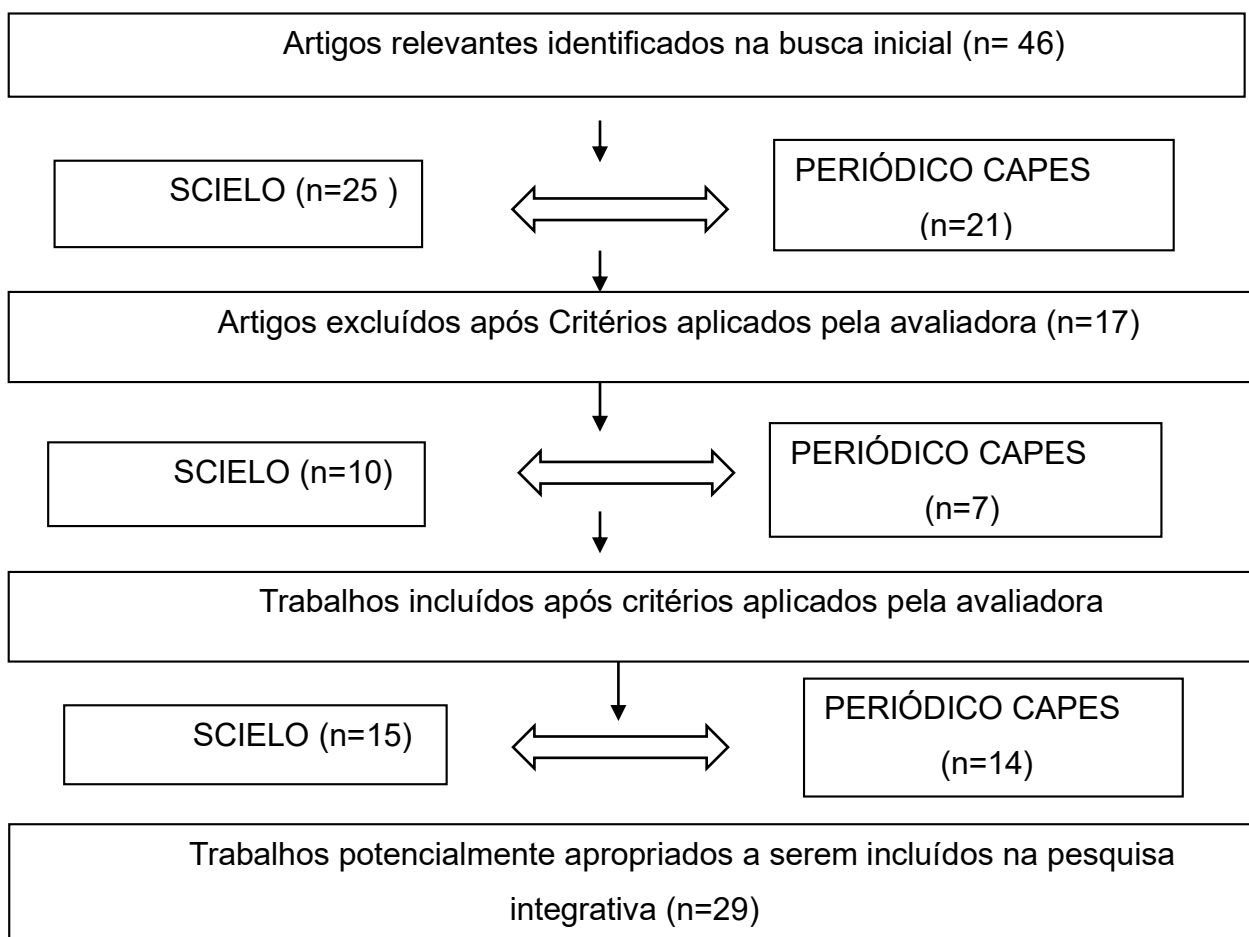 Artigos relevantes identificados na busca inicial (n= 46)
SCIELO (n=25 )
PERIÓDICO CAPES
(n=21)
Artigos excluídos após Critérios aplicados pela avaliadora (n=17)
SCIELO (n=10)
PERIÓDICO CAPES
(n=7)
Trabalhos incluídos após critérios aplicados pela avaliadora
SCIELO (n=15)
PERIÓDICO CAPES
(n=14)
Trabalhos potencialmente apropriados a serem incluídos na pesquisa
integrativa (n=29)